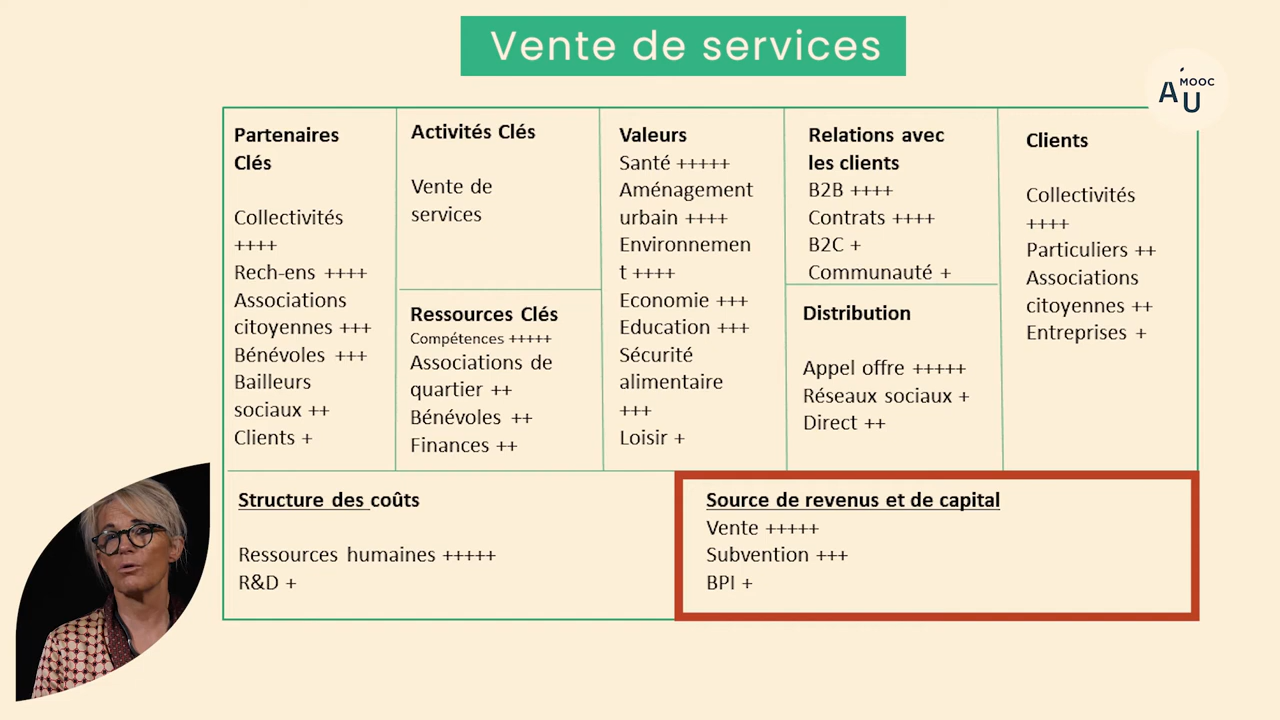 Vente de services
MOOC
AU
Partenaires
Clés
Collectivités
++++
Rech-ens ++++
Associations
citoyennes +++
Bénévoles +++
Bailleurs
sociaux ++
Clients +
Activités Clés
Vente de
services
Ressources Clés
Compétences +++++
Associations de
quartier ++
Bénévoles ++
Finances ++
Valeurs
Santé +++++
Aménagement
urbain ++++
Environnemen
t ++++
Economie +++
Education +++
Sécurité
alimentaire
+++
Loisir +
Relations avec
les clients
B2B ++++
Contrats ++++
B2C +
Communauté +
Distribution
Appel offre +++++
Réseaux sociaux +
Direct ++
Clients
Collectivités
++++
Particuliers ++
Associations
citoyennes ++
Entreprises +
Structure des coûts
Ressources humaines +++++
R&D +
Source de revenus et de capital
Vente +++++
Subvention +++
BPI +